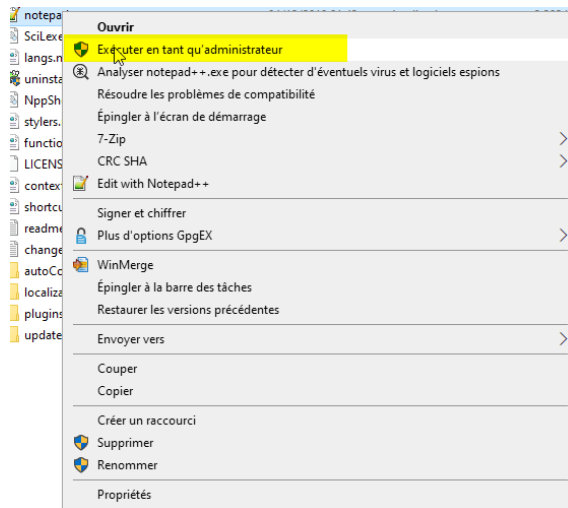 notepa
SciLexe
langs.n
uninsta
NppSh
stylers.
functio
LICENS
contex
shortcu
readme
change
autoCo
localiza
plugins
update
Ouvrir
Exécuter en tant qu'administrateur
Analyser notepad++.exe pour détecter d'éventuels virus et logiciels espions
Résoudre les problèmes de compatibilité
Épingler à l'écran de démarrage
7-Zip
CRC SHA
Edit with Notepad++
Signer et chiffrer
Plus d'options GpgEX
WinMerge
Épingler à la barre des tâches
Restaurer les versions précédentes
Envoyer vers
Couper
Copier
Créer un raccourci
Supprimer
Renommer
Propriétés